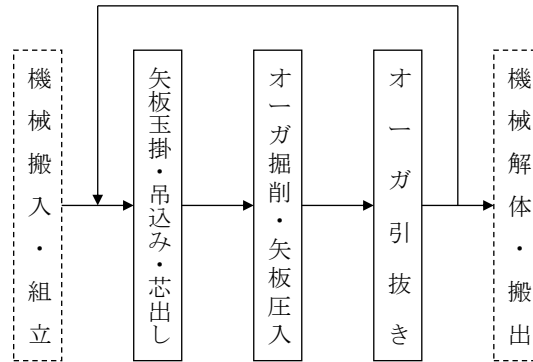 機械搬入・組立
矢板玉掛・吊込み・芯出し
オーガ掘削・矢板圧入
オーガ引抜き
機械解体・搬出